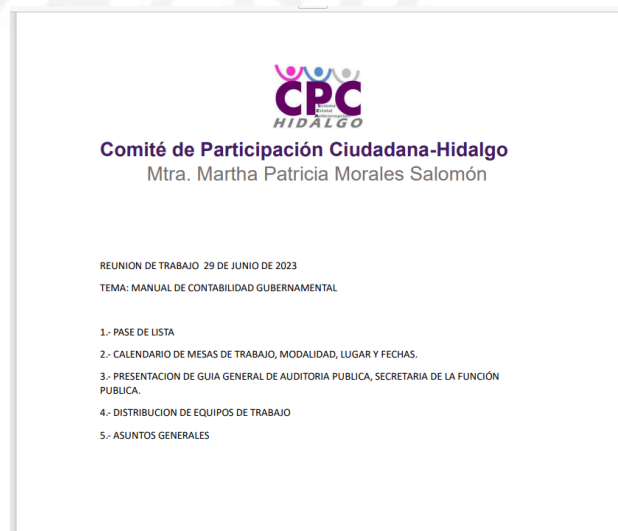 CPC
Sistema
Estatal
Anticorrupción
HIDALGO
Comité de Participación Ciudadana-Hidalgo
Mtra. Martha Patricia Morales Salomón
REUNION DE TRABAJO 29 DE JUNIO DE 2023
TEMA: MANUAL DE CONTABILIDAD GUBERNAMENTAL
1.- PASE DE LISTA
2.- CALENDARIO DE MESAS DE TRABAJO, MODALIDAD, LUGAR Y FECHAS.
3.- PRESENTACION DE GUIA GENERAL DE AUDITORIA PUBLICA, SECRETARIA DE LA FUNCIÓN
PUBLICA.
4.- DISTRIBUCION DE EQUIPOS DE TRABAJO
5.- ASUNTOS GENERALES